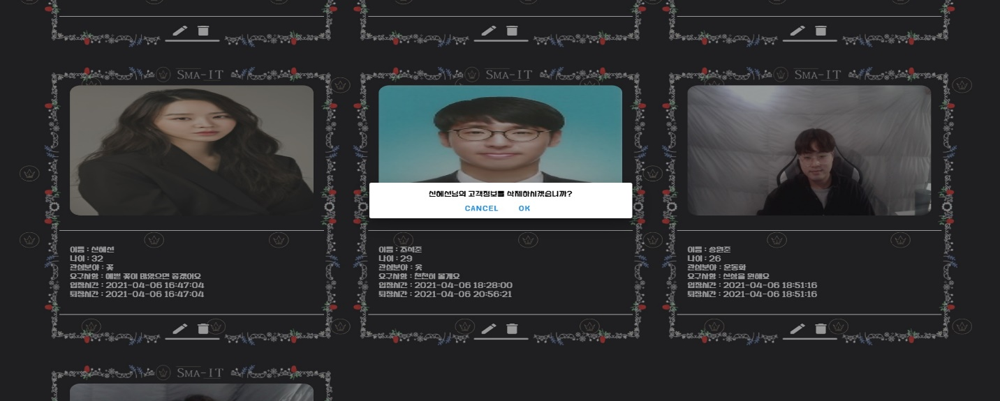 SMA-IT
SMA-IT
SMA-IT
신혜선님의 고객정보를 삭제하시겠습니까?
CANCEL OK
이름 : 신혜선
나이 : 32
관심분야 : 꽃
요구사항 : 예쁜 꽃이 많았으면 좋겠어요
입장시간 : 2021-04-06 16:47:04
퇴장시간 : 2021-04-06 16:47:04
이름 : 조석준
나이 : 29
관심분야 : 옷
요구사항 : 천천히 볼게요
입장시간 : 2021-04-06 18:28:00
퇴장시간 : 2021-04-06 20:56:21
이름 : 송원준
나이 : 26
관심분야 : 운동화
요구사항 : 신상을 원해요
입장시간 : 2021-04-06 18:51:16
퇴장시간 : 2021-04-06 18:51:16
SMA-IT